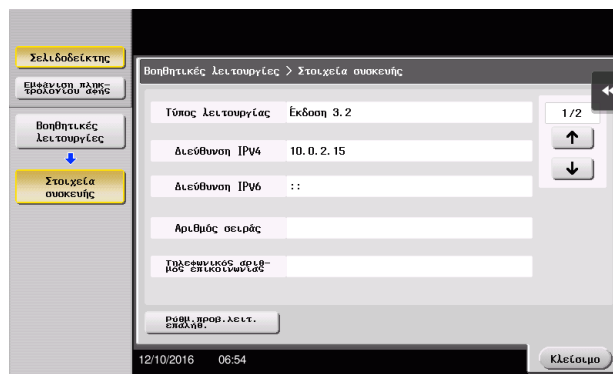 Σελιδοδείκτης
Εμφάνιση πληκ-
τρολογίου αφής
Βοηθητικές
λειτουργίες
Στοιχεία
συσκευής
Βοηθητικές λειτουργίες > Στοιχεία συσκευής
Τύπος λειτουργίας Έκδοση 3.2
1/2
Διεύθυνση IPV4 10.0.2.15
Διεύθυνση IPV6 ::
Αριθμός σειράς
Τηλεφωνικός αριθ-
μός επικοινωνίας
Ρύθμ.προβ.λειτ.
επαλήθ.
12/10/2016 06:54
Κλείσιμο